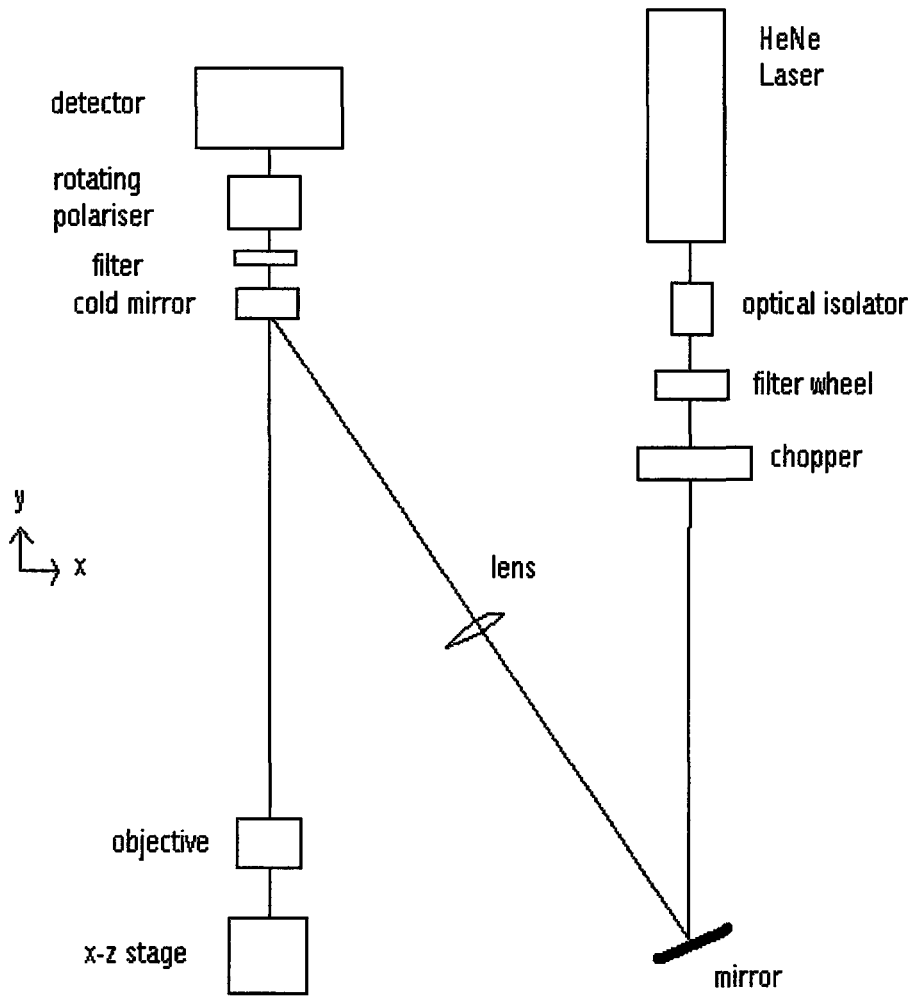 HeNe
Laser
detector
rotating
polariser
filter
cold mirror
optical isolator
filter wheel
chopper
y
x
lens
objective
x-z stage
mirror